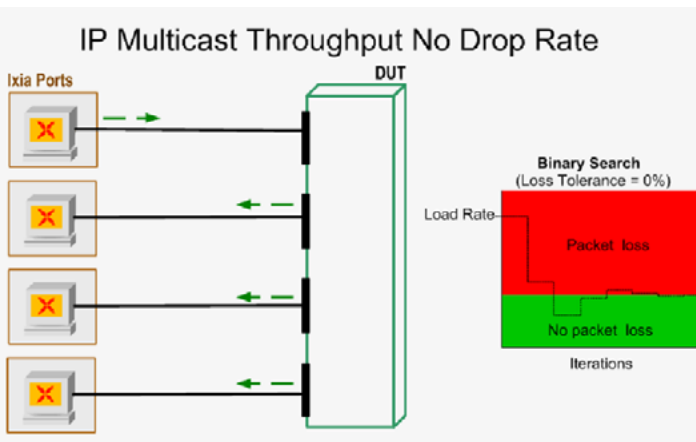 IP Multicast Throughput No Drop Rate
Ixia Ports
DUT
Binary Search
(Loss Tolerance = 0%)
Load Rate
Packet loss
No packet loss
Iterations